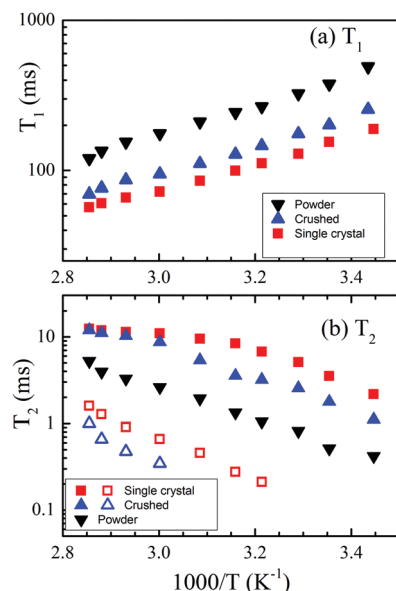 1000
(a) T1
T1 (ms)
100
Powder
Crushed
Single crystal
2.8 3.0 3.2 3.4
(b) T2
10
T2 (ms)
1
Single crystal
Crushed
Powder
0.1
2.8 3.0 3.2 3.4
1000/T (K-1)